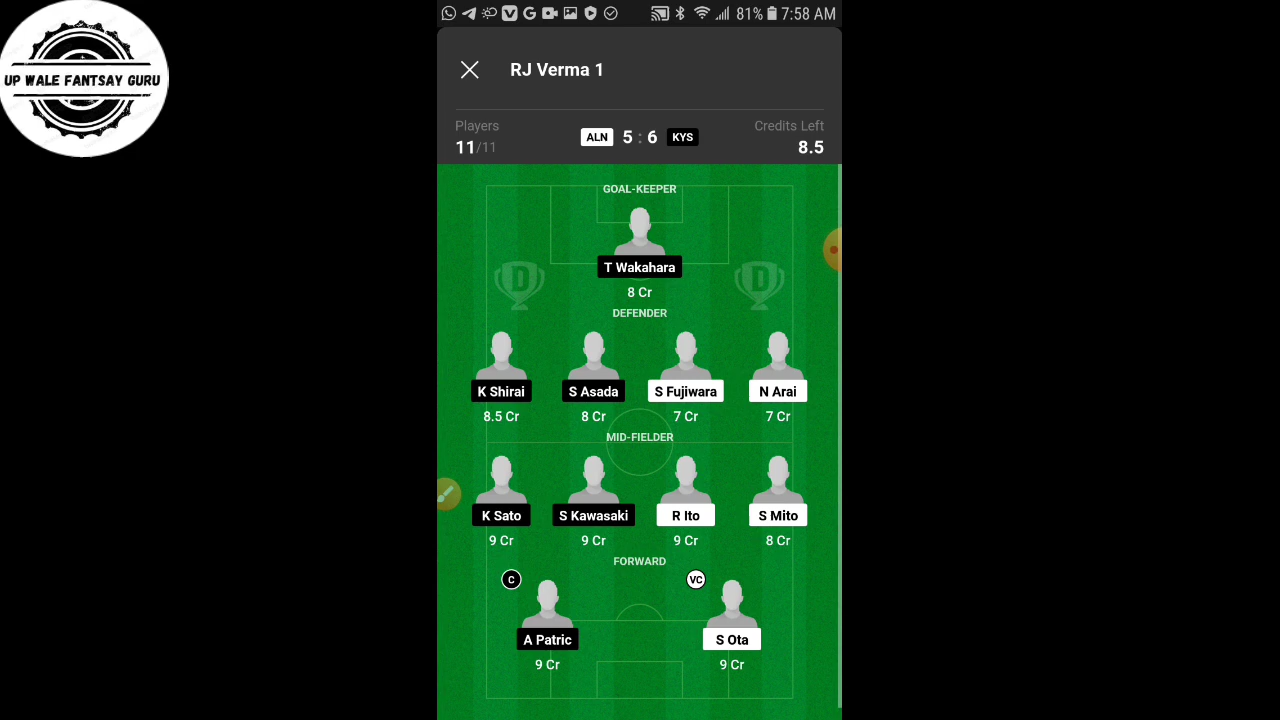 UP WALE FANTSAY GURU
81% 7:58 AM
RJ Verma 1
Players
11/11
ALN 5 : 6 KYS
Credits Left
8.5
GOAL-KEEPER
T Wakahara
8 Cr
DEFENDER
K Shirai S Asada S Fujiwara N Arai
8.5 Cr 8 Cr 7 Cr 7 Cr
MID-FIELDER
K Sato S Kawasaki R Ito S Mito
9 Cr 9 Cr 9 Cr 8 Cr
FORWARD
C VC
A Patric S Ota
9 Cr 9 Cr